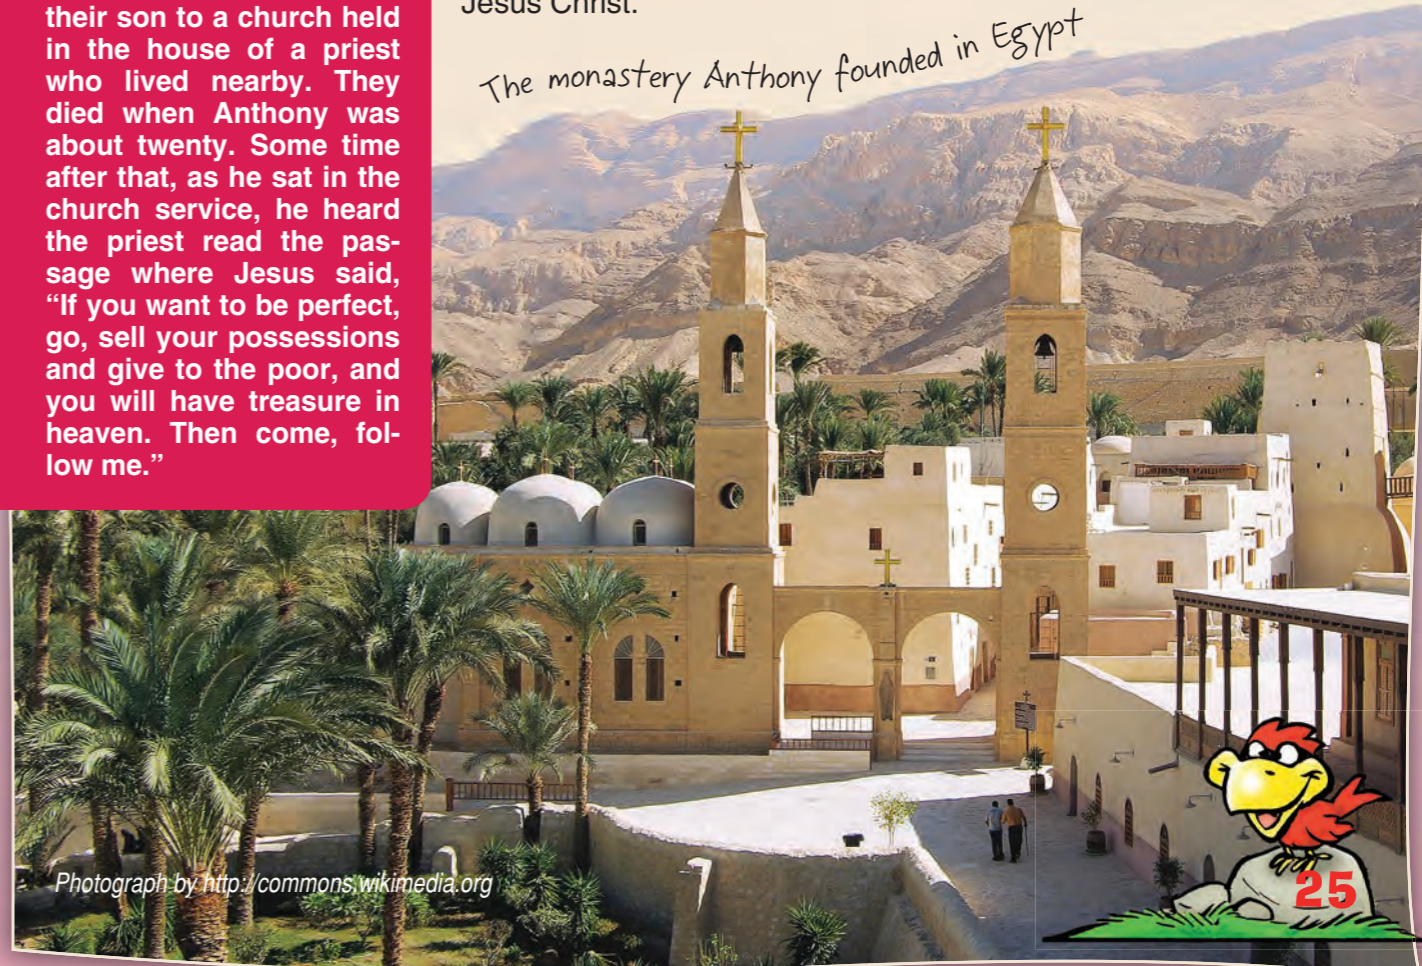 their son to a church held
in the house of a priest
who lived nearby. They
died when Anthony was
about twenty. Some time
after that, as he sat in the
church service, he heard
the priest read the pas-
sage where Jesus said,
“If you want to be perfect,
go, sell your possessions
and give to the poor, and
you will have treasure in
heaven. Then come, fol-
low me.”
Jesus Christ.
The monastery Anthony founded in Egypt
Photograph by http://commons.wikimedia.org
25